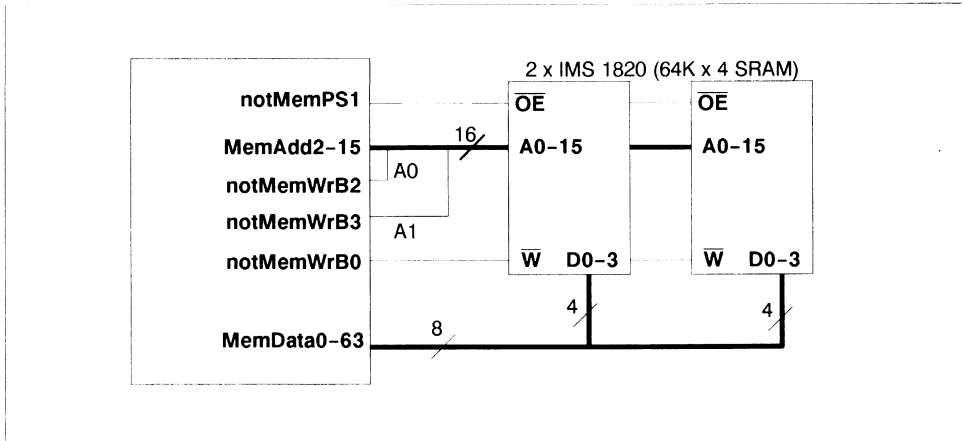 2 x IMS 1820 (64K x 4 SRAM)
notMemPS1
OE
OE
MemAdd2-15
16
A0-15
A0-15
A0
notMemWrB2
notMemWrB3
A1
notMemWrB0
W D0-3
W D0-3
4
4
MemData0-63
8